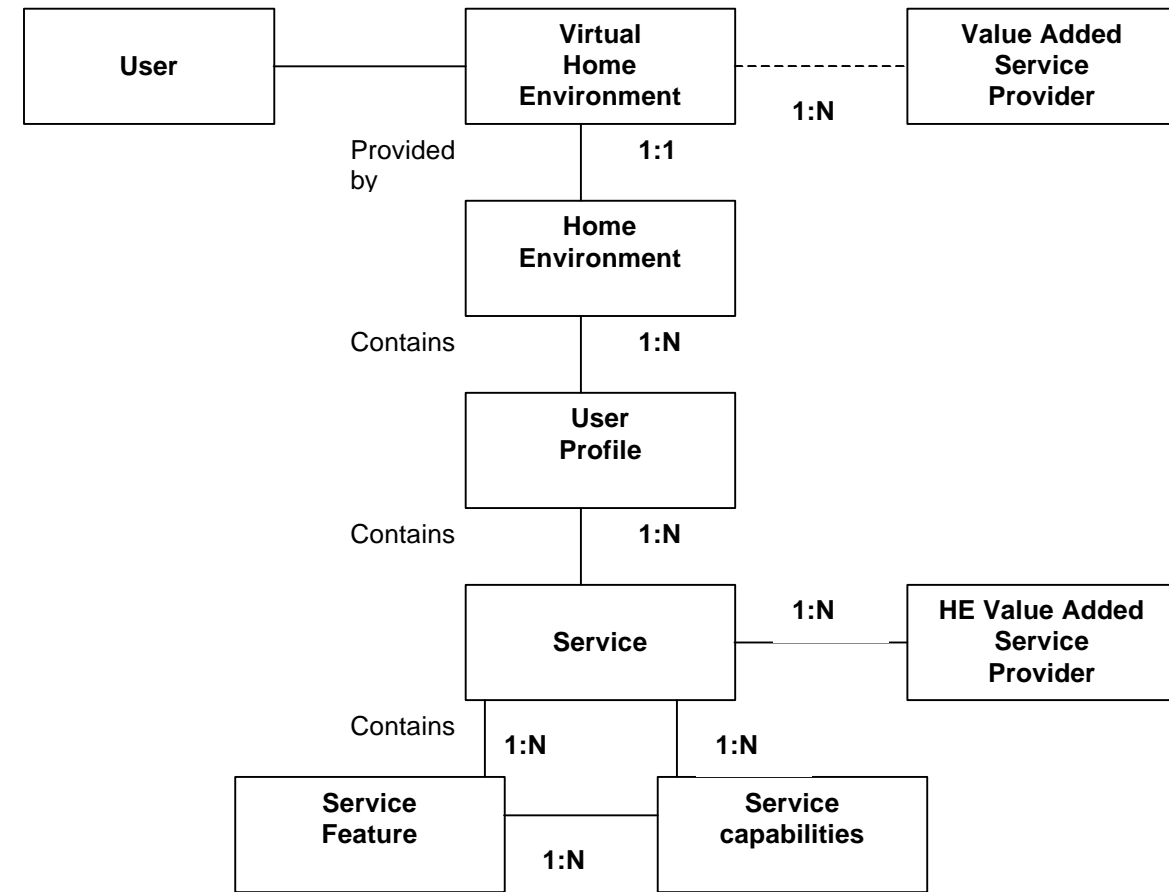 User
Virtual
Home
Environment
Value Added
Service
Provider
1:N
Provided
by
1:1
Home
Environment
Contains
1:N
User
Profile
Contains
1:N
Service
1:N
HE Value Added
Service
Provider
Contains
1:N
1:N
Service
Feature
Service
capabilities
1:N